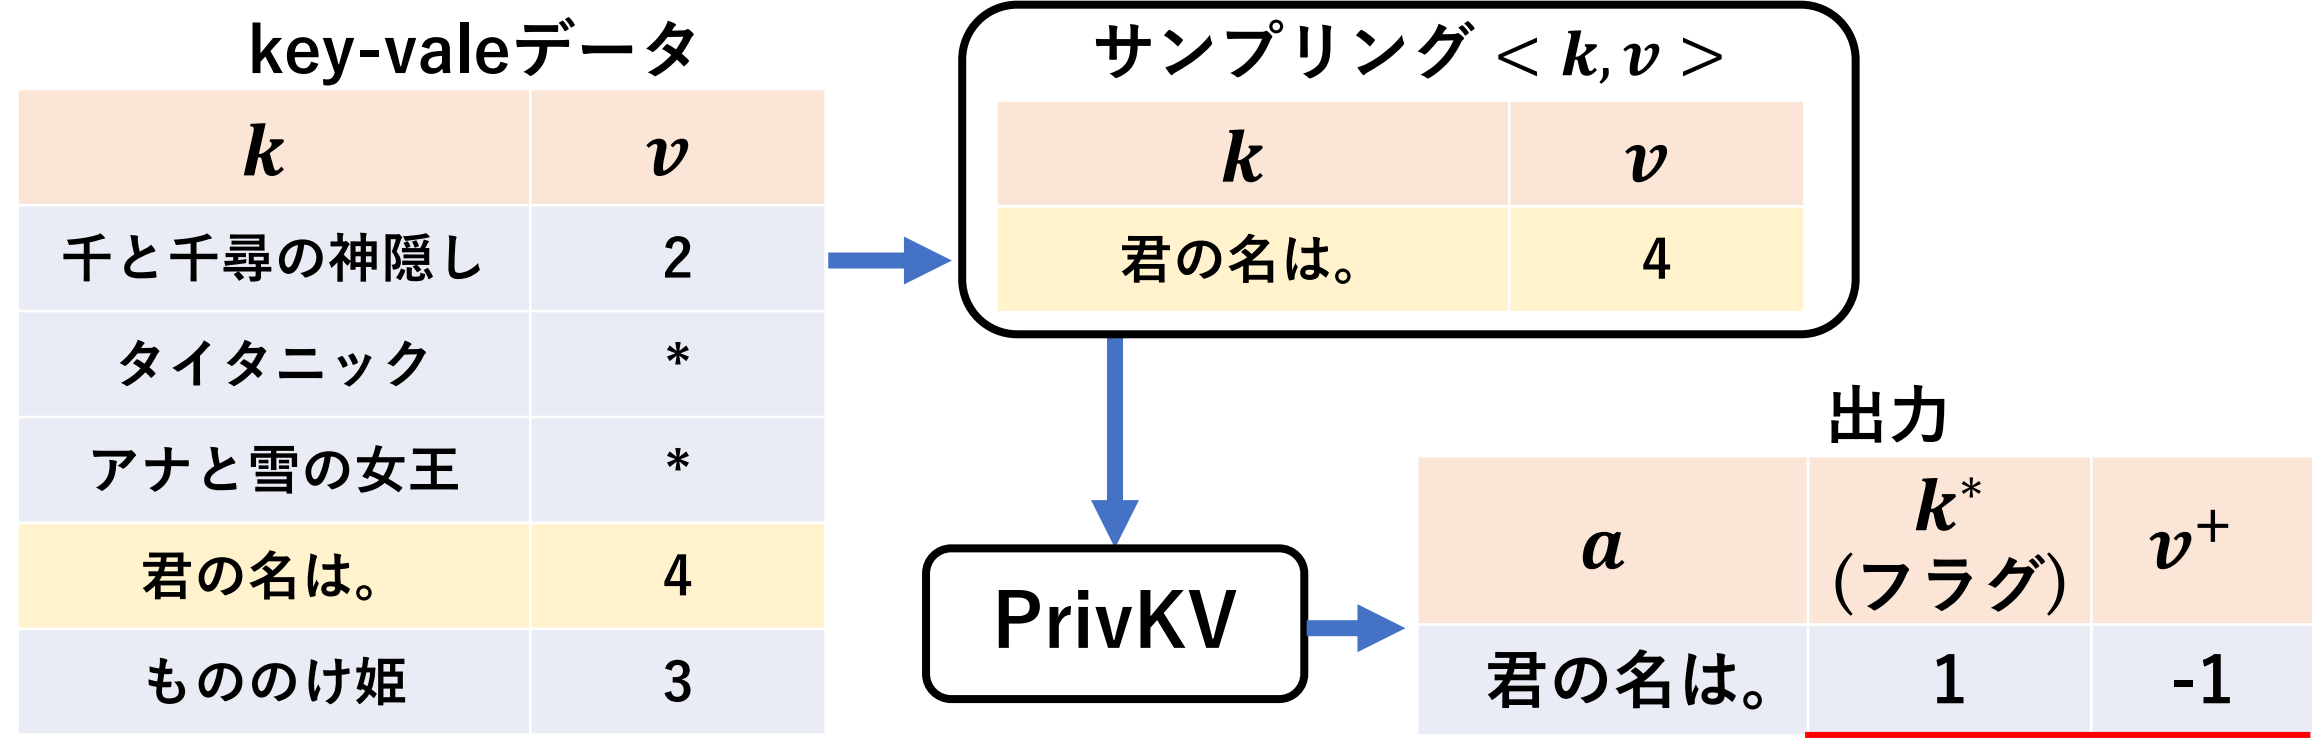 key-valeデータ
k v
千と千尋の神隠し 2
タイタニック *
アナと雪の女王 *
君の名は。 4
もののけ姫 3
サンプリング < k, v >
k v
君の名は。 4
PrivKV
出力
a k* (フラグ) v+
君の名は。 1 -1